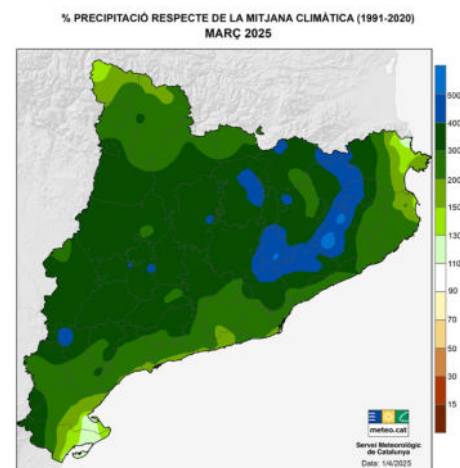 % PRECIPITACIÓ RESPECTE DE LA MITJANA CLIMÀTICA (1991-2020)
MARÇ 2025
500
400
300
200
150
130
110
90
70
50
30
15
meteo.cat
Servei Meteorològic
de Catalunya
Data: 1/4/2025